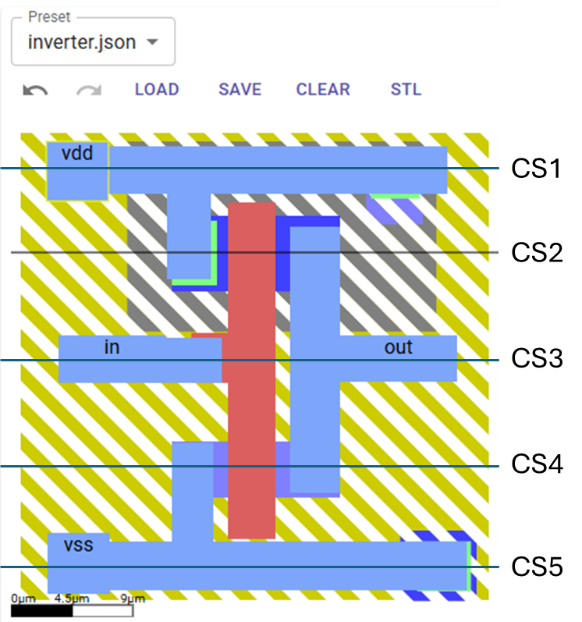 Preset
inverter.json
LOAD SAVE CLEAR STL
vdd
CS1
CS2
in out CS3
CS4
vss
CS5
0μm 4.5μm 9μm